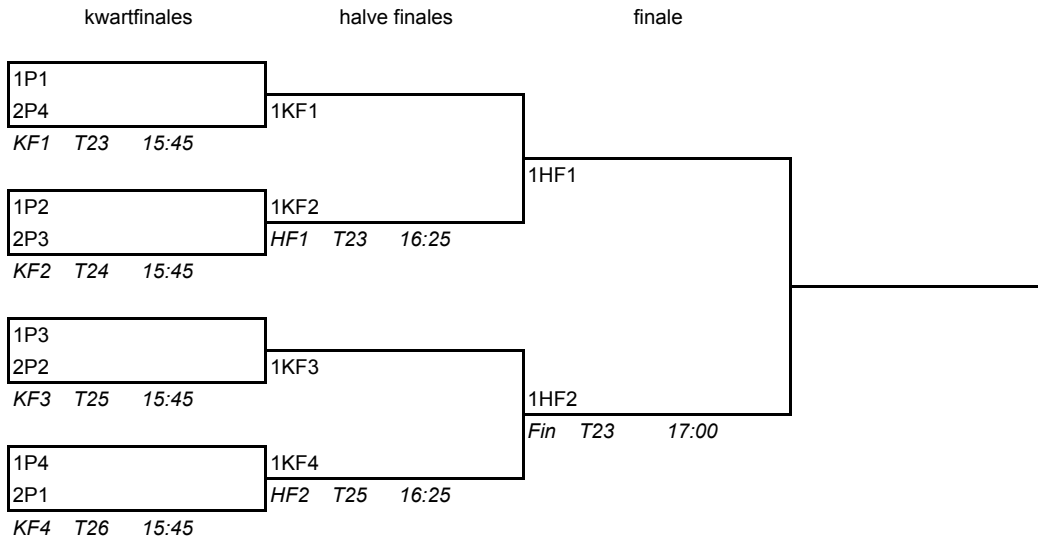 kwartfinales halve finales finale
1P1
2P4 1KF1
KF1 T23 15:45
1HF1
1P2 1KF2
2P3 HF1 T23 16:25
KF2 T24 15:45
1P3
2P2 1KF3
KF3 T25 15:45 1HF2
Fin T23 17:00
1P4 1KF4
2P1 HF2 T25 16:25
KF4 T26 15:45